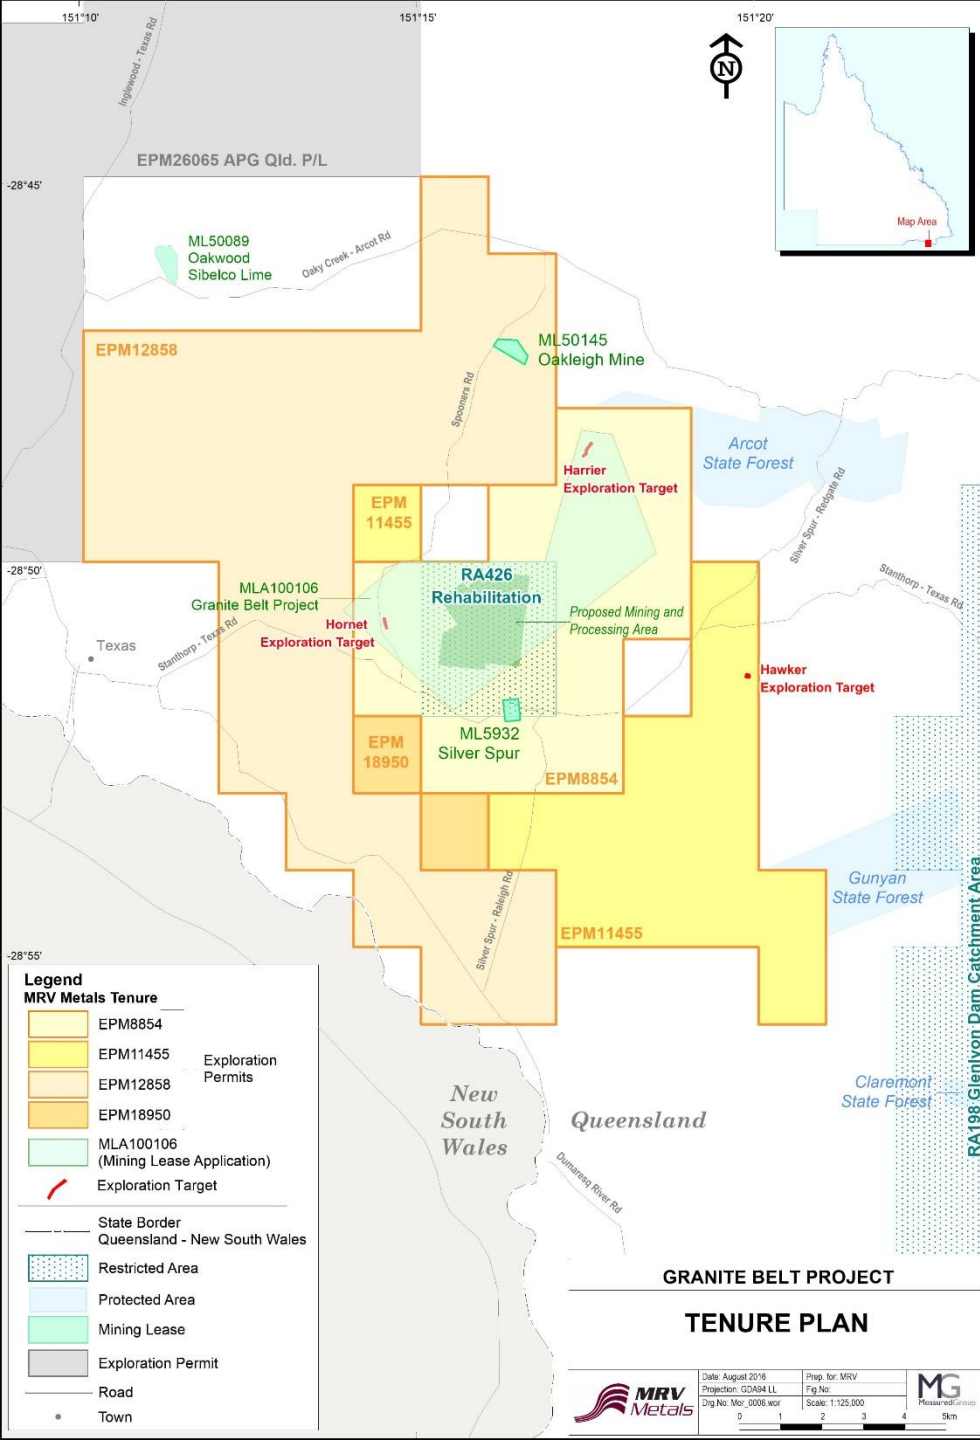 151°10'
151°15'
151°20'
Inglewood - Texas Rd
N
Map Area
EPM26065 APG Qld. P/L
-28°45'
ML50089
Oakwood
Sibelco Lime
Oaky Creek - Arcot Rd
EPM12858
ML50145
Oakleigh Mine
Spooners Rd
Arcot
State Forest
Harrier
Exploration Target
Silver Spur - Redgate Rd
EPM
11455
-28°50'
RA426
Rehabilitation
Stanthorp - Texas Rd
MLA100106
Granite Belt Project
Proposed Mining and
Processing Area
Hornet
Exploration Target
Texas
Stanthorp - Texas Rd
Hawker
Exploration Target
ML5932
Silver Spur
EPM
18950
EPM8854
Gunyan
State Forest
Silver Spur - Raleigh Rd
EPM11455
RA198 Glenlyon Dam Catchment Area
-28°55'
Legend
MRV Metals Tenure
EPM8854
EPM11455
EPM12858
EPM18950
Exploration
Permits
MLA100106
(Mining Lease Application)
Exploration Target
State Border
Queensland - New South Wales
Restricted Area
Protected Area
Mining Lease
Exploration Permit
Road
Town
New
South
Wales
Queensland
Claremont
State Forest
Dumaresq River Rd
GRANITE BELT PROJECT
TENURE PLAN
MRV
Metals
Date: August 2016
Prep. for: MRV
Projection: GDA94 LL
Fig.No:
Drg.No: Mor_0006.wor
Scale: 1:125,000
0 1 2 3 4 5km
MG
MeasuredGroup